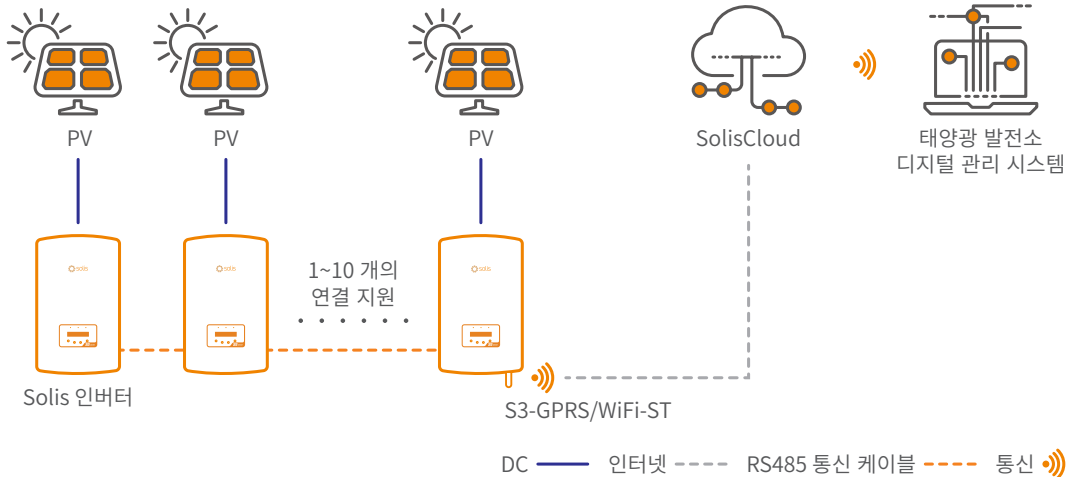 PV
PV
PV
SolisCloud
태양광 발전소
디지털 관리 시스템
solis
solis
solis
1~10 개의
연결 지원
Solis 인버터
S3-GPRS/WiFi-ST
DC
인터넷
RS485 통신 케이블
통신